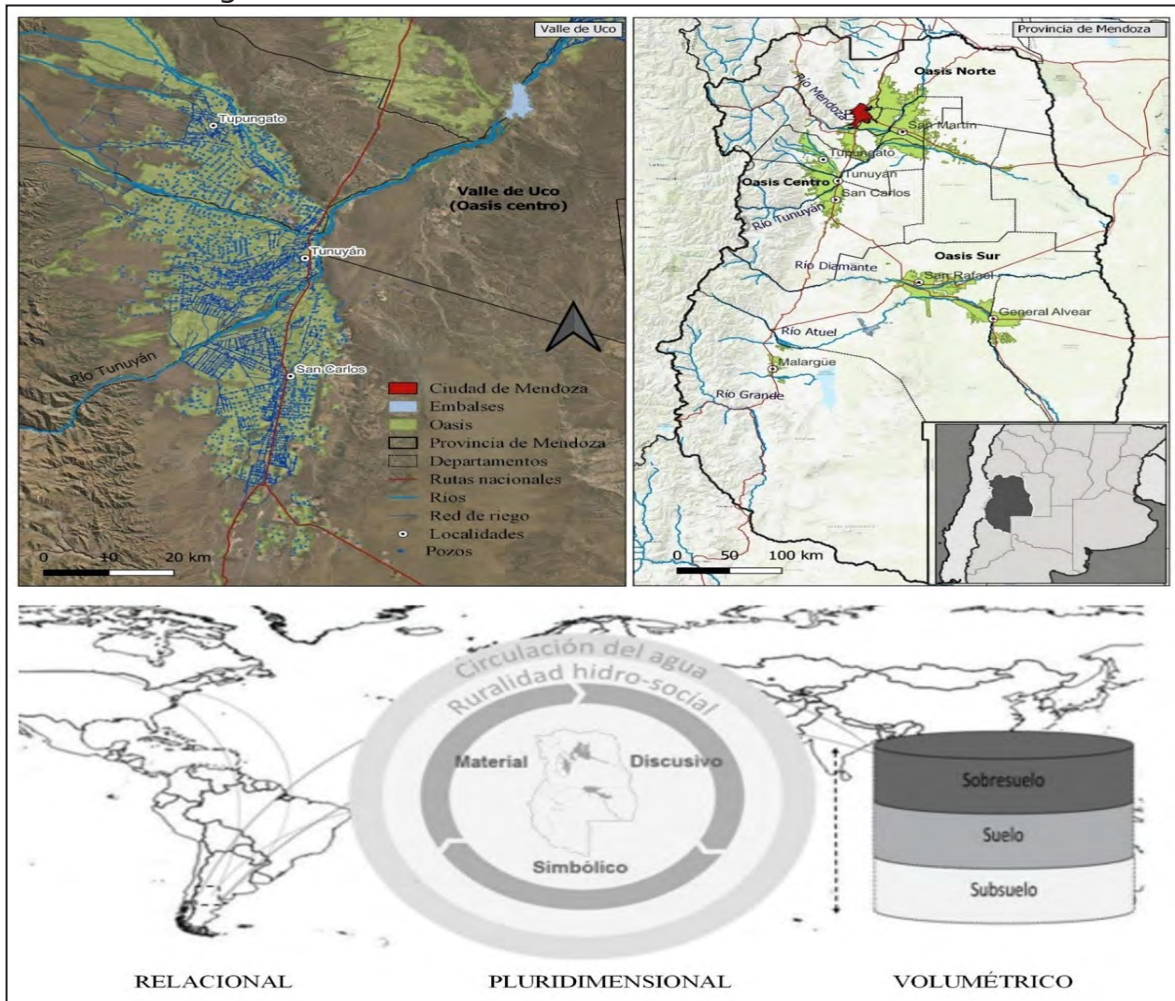 Valle de Uco
Tupungato
Valle de Uco
(Oasis centro)
Tunuyán
Río Tunuyán
San Carlos
Ciudad de Mendoza
Embalses
Oasis
Provincia de Mendoza
Departamentos
Rutas nacionales
Ríos
Red de riego
Localidades
Pozos
0 10 20 km
Provincia de Mendoza
Oasis Norte
Río Mendoza
San Martín
Tupungato
Oasis Centro
Tunuyán
San Carlos
Río Tunuyán
Oasis Sur
Río Diamante
San Rafael
General Alvear
Río Atuel
Malargüe
Río Grande
0 50 100 km
Circulación del agua
Ruralidad hidro-social
Material
Discusivo
Simbólico
Sobresuelo
Suelo
Subsuelo
RELACIONAL
PLURIDIMENSIONAL
VOLUMÉTRICO